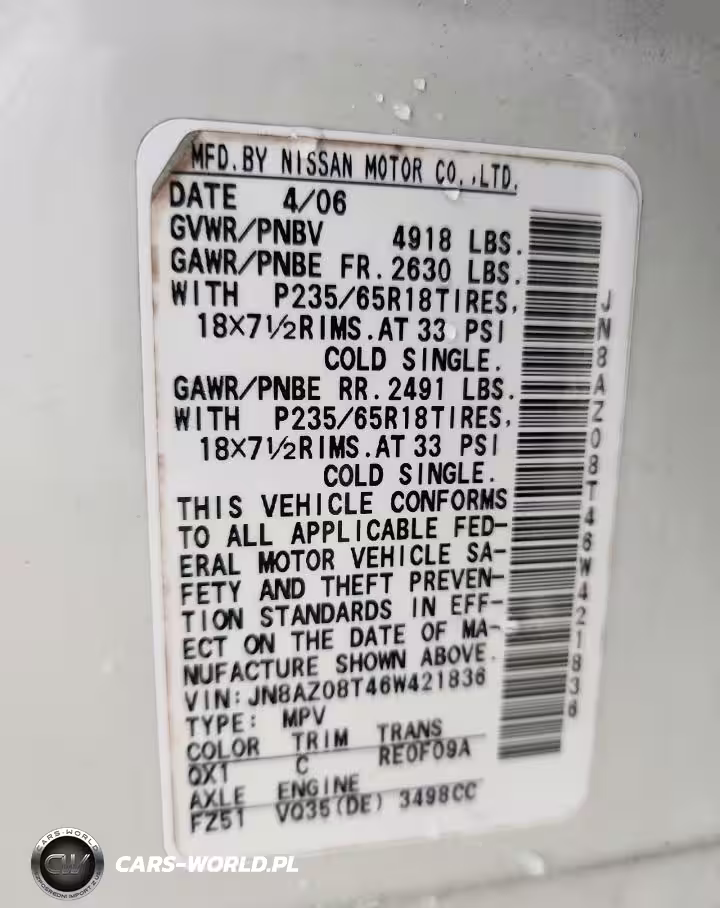 MFD.BY NISSAN MOTOR CO.,LTD.
DATE 4/06
GVWR/PNBV 4918 LBS.
GAWR/PNBE FR.2630 LBS.
WITH P235/65R18TIRES,
18×7½RIMS.AT 33 PSI
COLD SINGLE.
GAWR/PNBE RR.2491 LBS.
WITH P235/65R18TIRES,
18×7½RIMS.AT 33 PSI
COLD SINGLE.
THIS VEHICLE CONFORMS
TO ALL APPLICABLE FED-
ERAL MOTOR VEHICLE SA-
FETY AND THEFT PREVEN-
TION STANDARDS IN EFF-
ECT ON THE DATE OF MA-
NUFACTURE SHOWN ABOVE.
VIN:JN8AZ08T46W421836
TYPE: MPV
COLOR TRIM TRANS
QX1 C RE0F09A
AXLE ENGINE
FZ51 VQ35(DE) 3498CC
JN8AZ08T46W421836
CARS-WORLD
CW
CARS-WORLD.PL